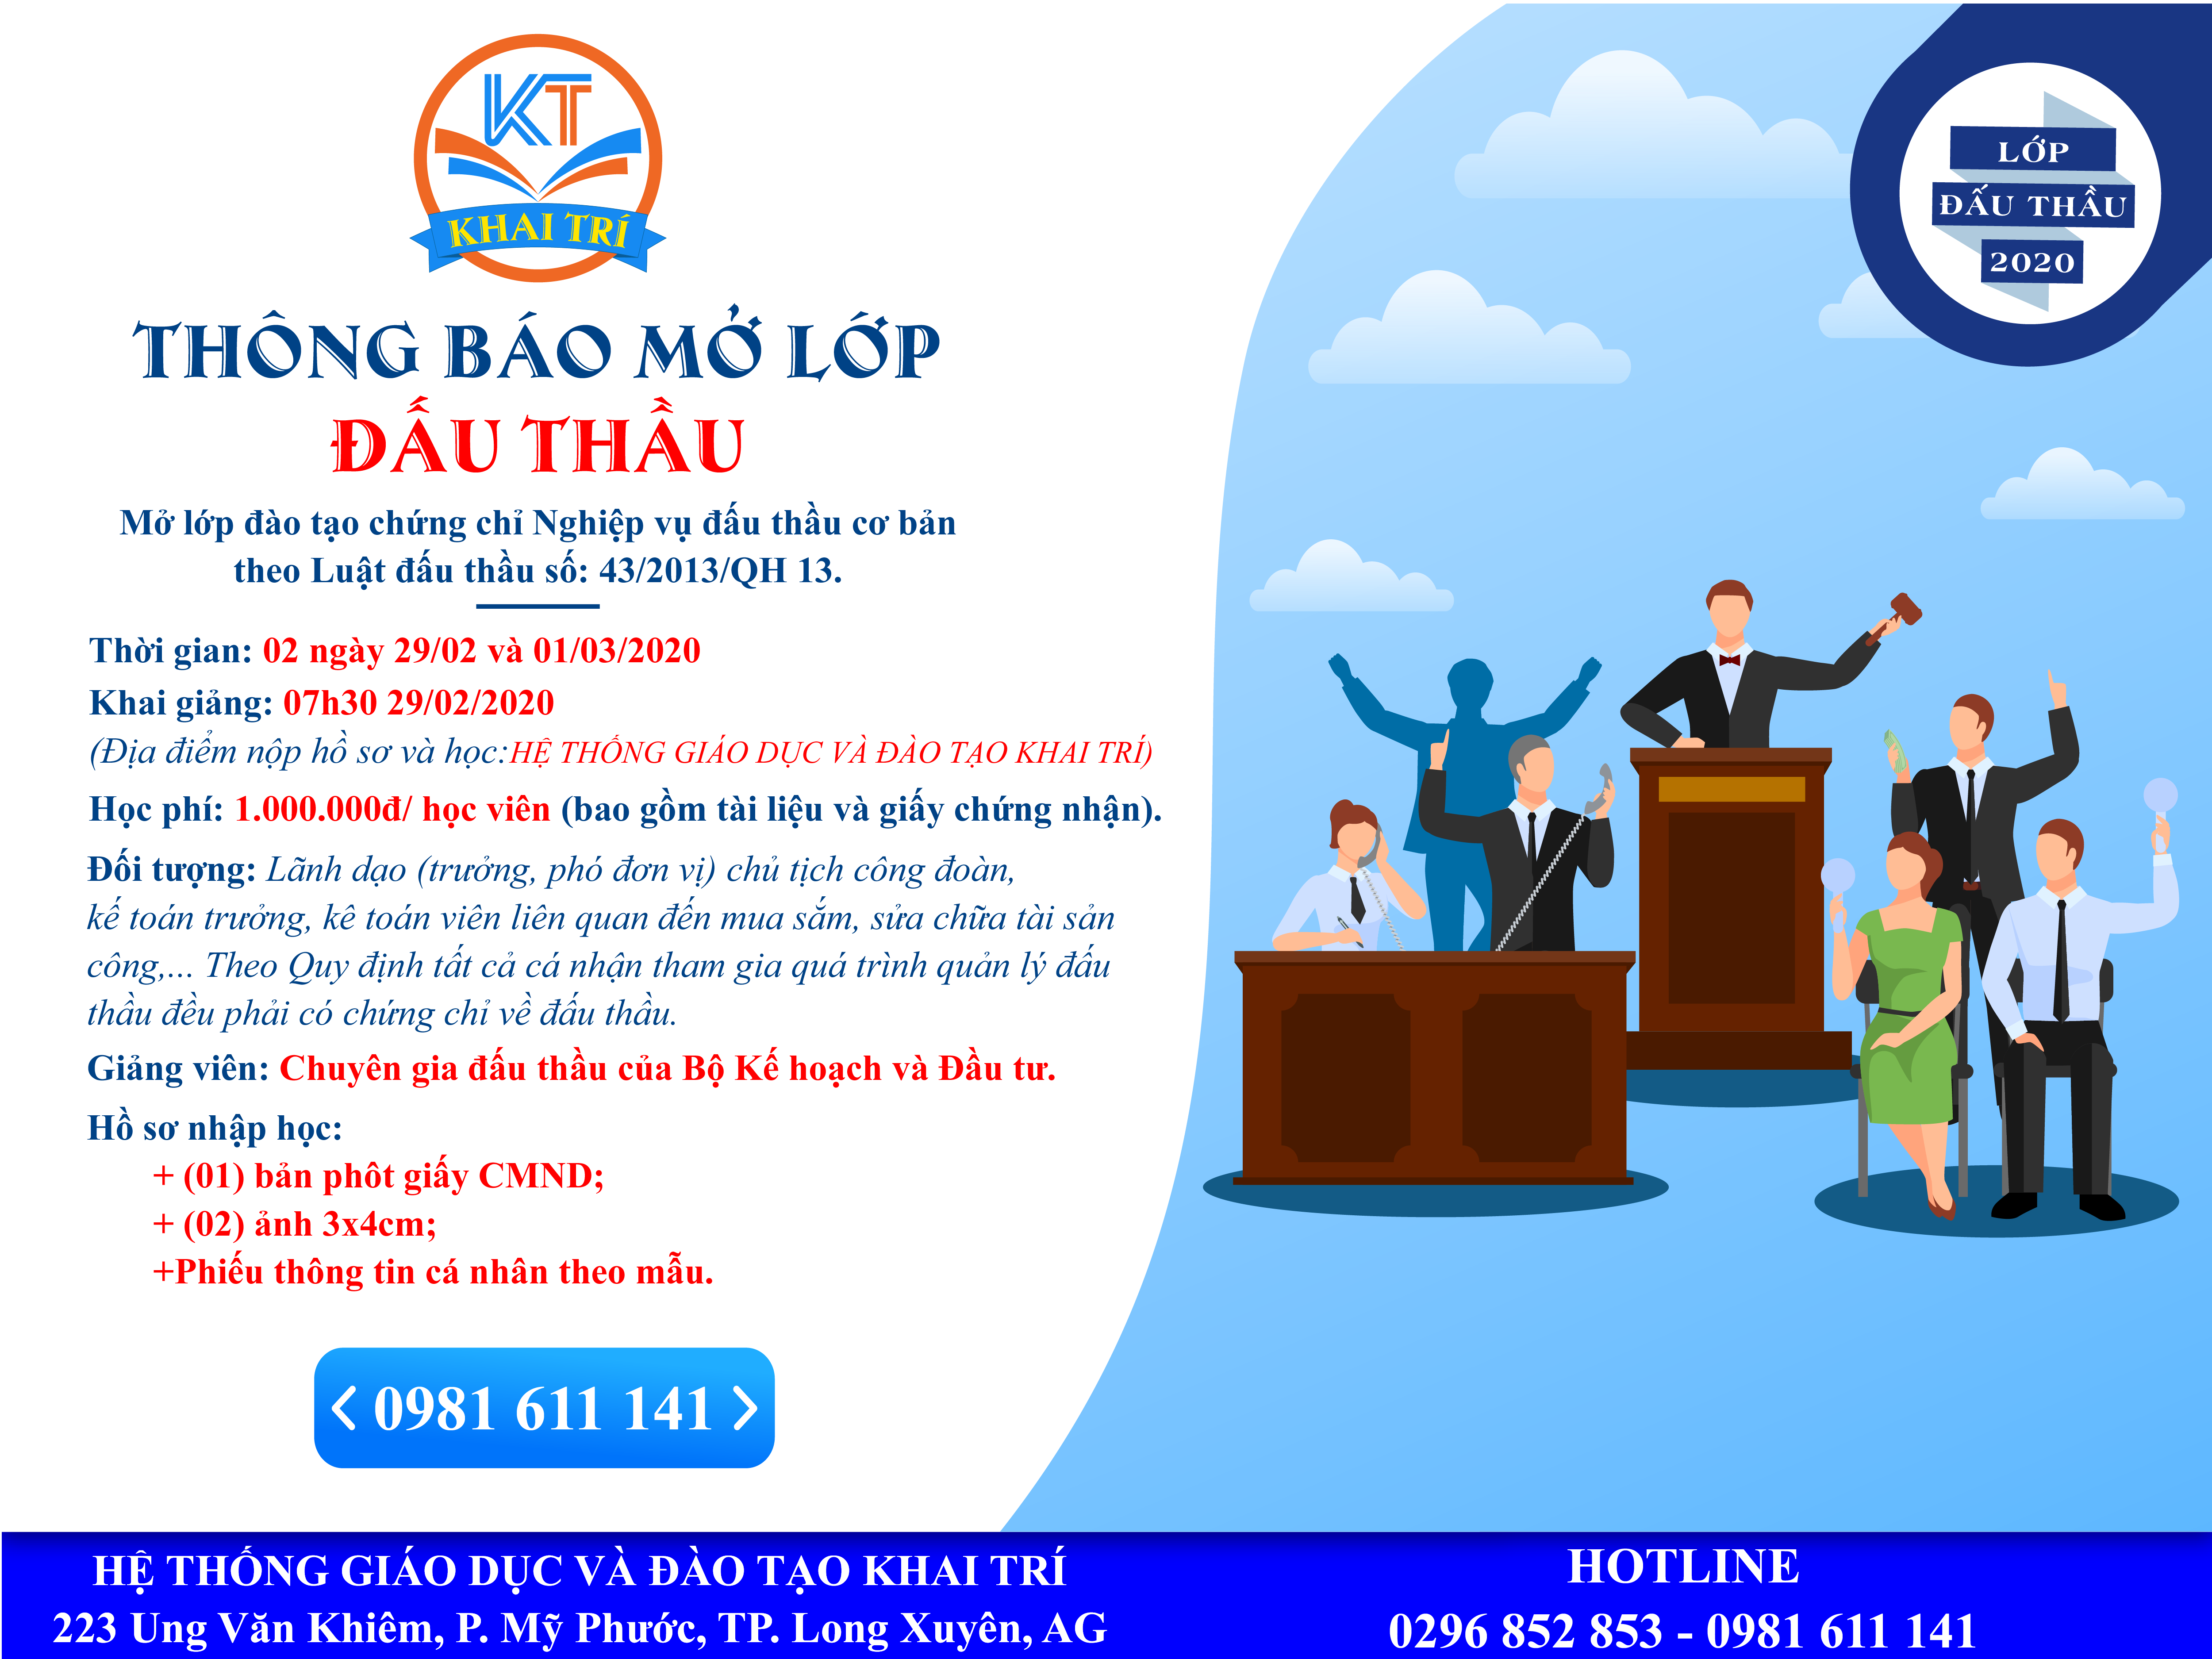 KT
KHAI TRÍ
LỚP
ĐẤU THẦU
2020
THÔNG BÁO MỞ LỚP
ĐẤU THẦU
Mở lớp đào tạo chứng chỉ Nghiệp vụ đấu thầu cơ bản
theo Luật đấu thầu số: 43/2013/QH 13.
Thời gian: 02 ngày 29/02 và 01/03/2020
Khai giảng: 07h30 29/02/2020
(Địa điểm nộp hồ sơ và học:HỆ THỐNG GIÁO DỤC VÀ ĐÀO TẠO KHAI TRÍ)
Học phí: 1.000.000đ/ học viên (bao gồm tài liệu và giấy chứng nhận).
Đối tượng: Lãnh dạo (trưởng, phó đơn vị) chủ tịch công đoàn,
kế toán trưởng, kê toán viên liên quan đến mua sắm, sửa chữa tài sản
công,... Theo Quy định tất cả cá nhận tham gia quá trình quản lý đấu
thầu đều phải có chứng chỉ về đấu thầu.
Giảng viên: Chuyên gia đấu thầu của Bộ Kế hoạch và Đầu tư.
Hồ sơ nhập học:
+ (01) bản phôt giấy CMND;
+ (02) ảnh 3x4cm;
+Phiếu thông tin cá nhân theo mẫu.
0981 611 141
HỆ THỐNG GIÁO DỤC VÀ ĐÀO TẠO KHAI TRÍ
223 Ung Văn Khiêm, P. Mỹ Phước, TP. Long Xuyên, AG
HOTLINE
0296 852 853 - 0981 611 141